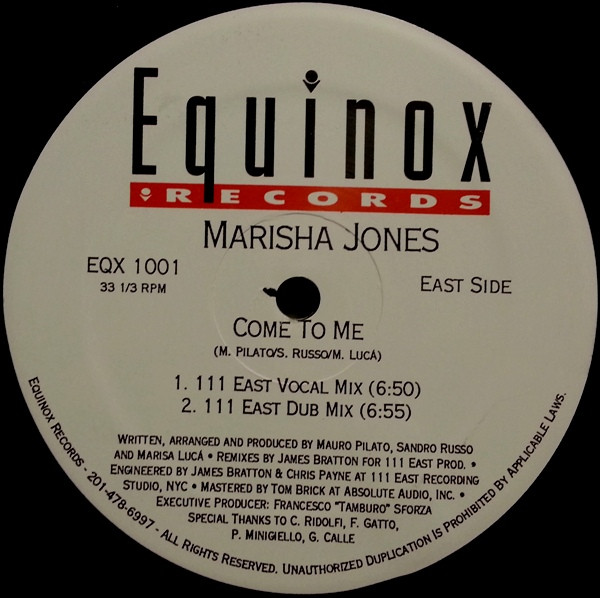 Equinox
RECORDS
MARISHA JONES
EQX 1001
33 1/3 RPM
EAST SIDE
COME TO ME
(M. PILATO/S. RUSSO/M. LUCÁ)
1. 111 EAST VOCAL MIX (6:50)
2. 111 EAST DUB MIX (6:55)
WRITTEN, ARRANGED AND PRODUCED BY MAURO PILATO, SANDRO RUSSO
AND MARISA LUCÁ • REMIXES BY JAMES BRATTON FOR 111 EAST PROD. •
ENGINEERED BY JAMES BRATTON & CHRIS PAYNE AT 111 EAST RECORDING
STUDIO, NYC • MASTERED BY TOM BRICK AT ABSOLUTE AUDIO, INC. •
EXECUTIVE PRODUCER: FRANCESCO "TAMBURO" SFORZA
SPECIAL THANKS TO C. RIDOLFI, F. GATTO,
P. MINIGIELLO, G. CALLE
EQUINOX RECORDS - 201-478-6997 - ALL RIGHTS RESERVED. UNAUTHORIZED DUPLICATION IS PROHIBITED BY APPLICABLE LAWS.